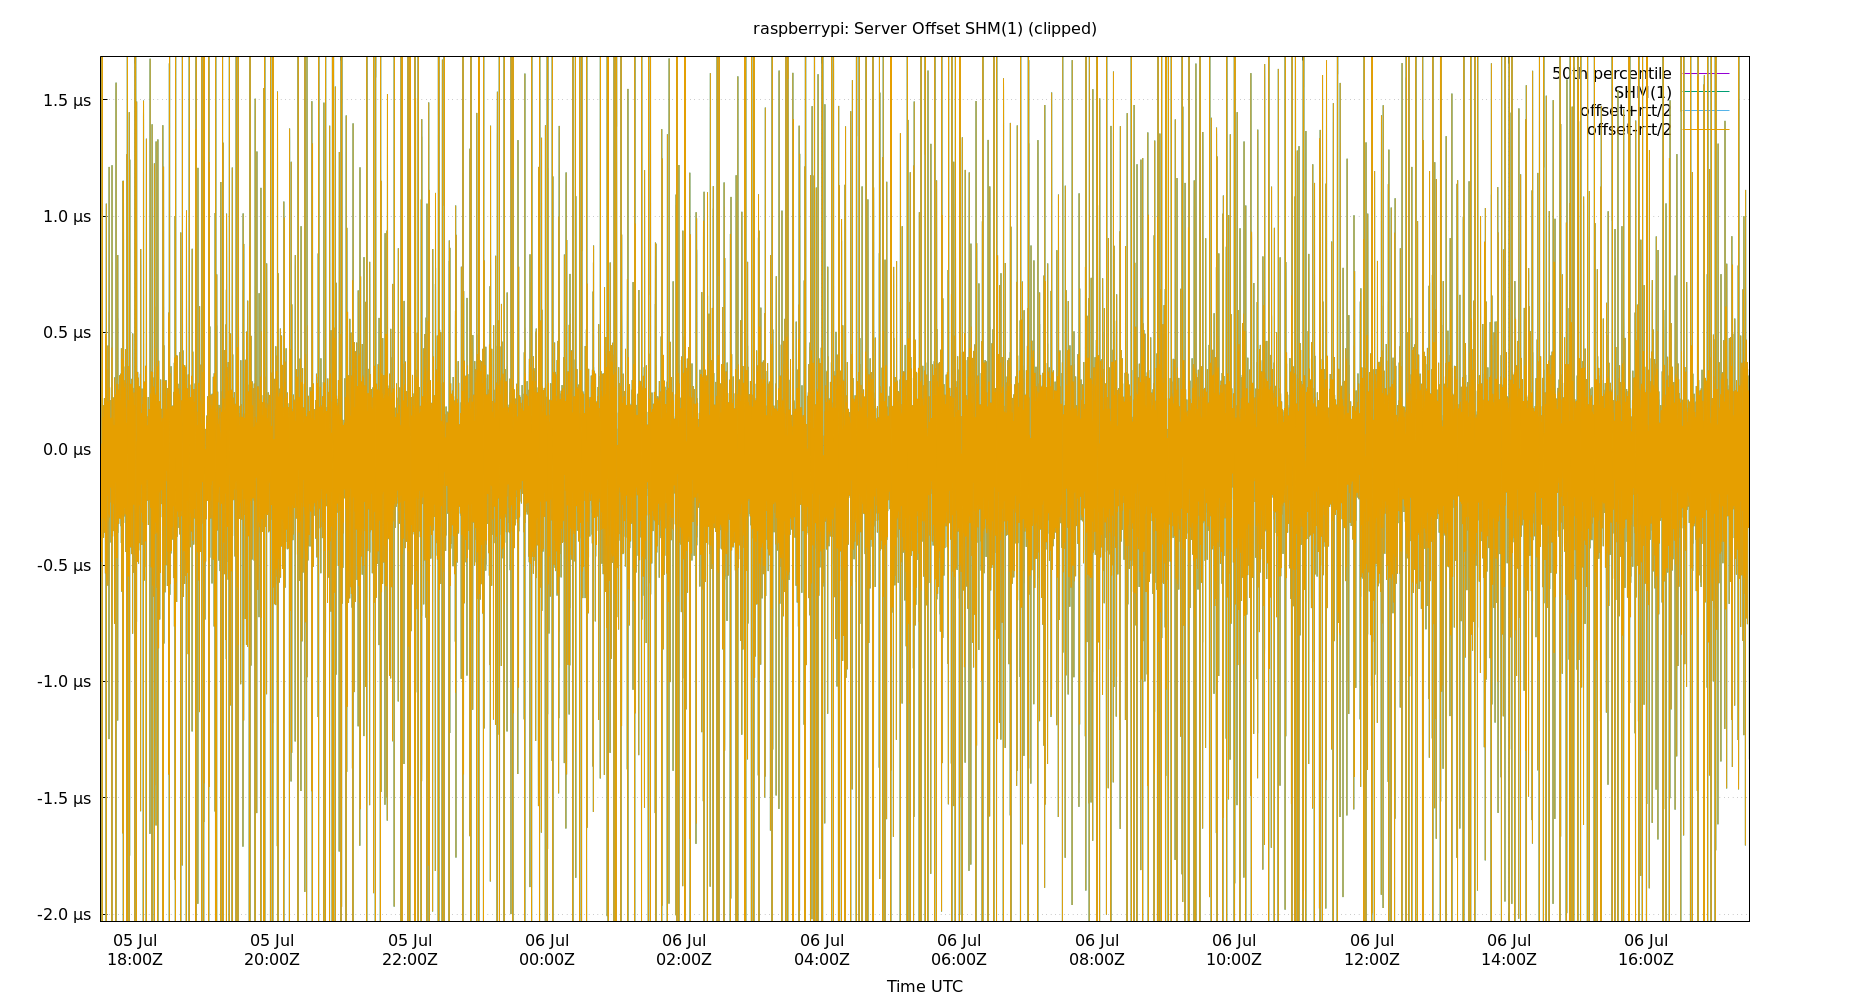 raspberrypi: Server Offset SHM(1) (clipped)
50th percentile
SHM(1)
offset+rtt/2
offset-rtt/2
1.5 µs
1.0 µs
0.5 µs
0.0 µs
-0.5 µs
-1.0 µs
-1.5 µs
-2.0 µs
05 Jul 05 Jul 05 Jul 06 Jul 06 Jul 06 Jul 06 Jul 06 Jul 06 Jul 06 Jul 06 Jul 06 Jul
18:00Z 20:00Z 22:00Z 00:00Z 02:00Z 04:00Z 06:00Z 08:00Z 10:00Z 12:00Z 14:00Z 16:00Z
Time UTC